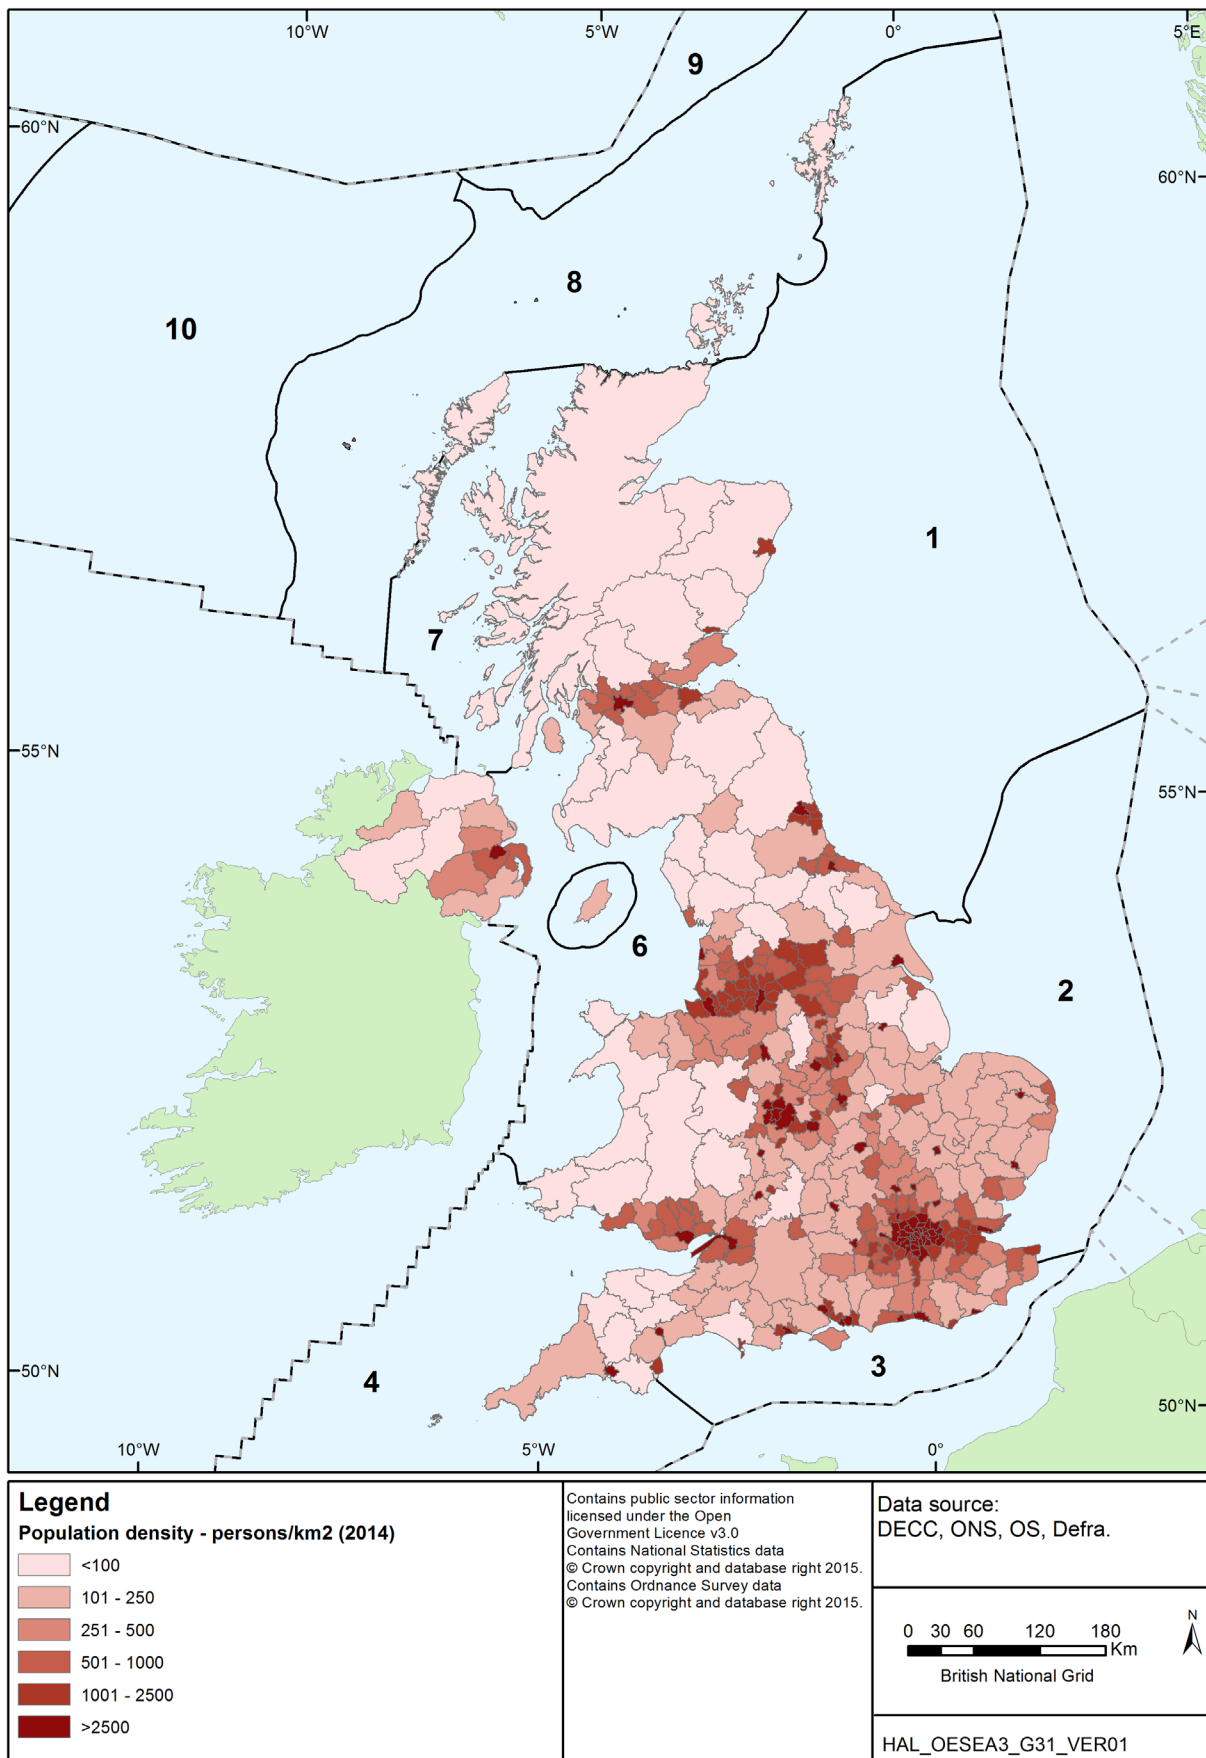 10°W
5°W
0°
5°E
9
60°N
60°N
8
10
1
7
55°N
55°N
6
2
4
3
50°N
50°N
10°W
5°W
0°
Legend
Population density - persons/km2 (2014)
<100
101 - 250
251 - 500
501 - 1000
1001 - 2500
>2500
Contains public sector information
licensed under the Open
Government Licence v3.0
Contains National Statistics data
© Crown copyright and database right 2015.
Contains Ordnance Survey data
© Crown copyright and database right 2015.
Data source:
DECC, ONS, OS, Defra.
0 30 60 120 180
Km
N
British National Grid
HAL_OESEA3_G31_VER01